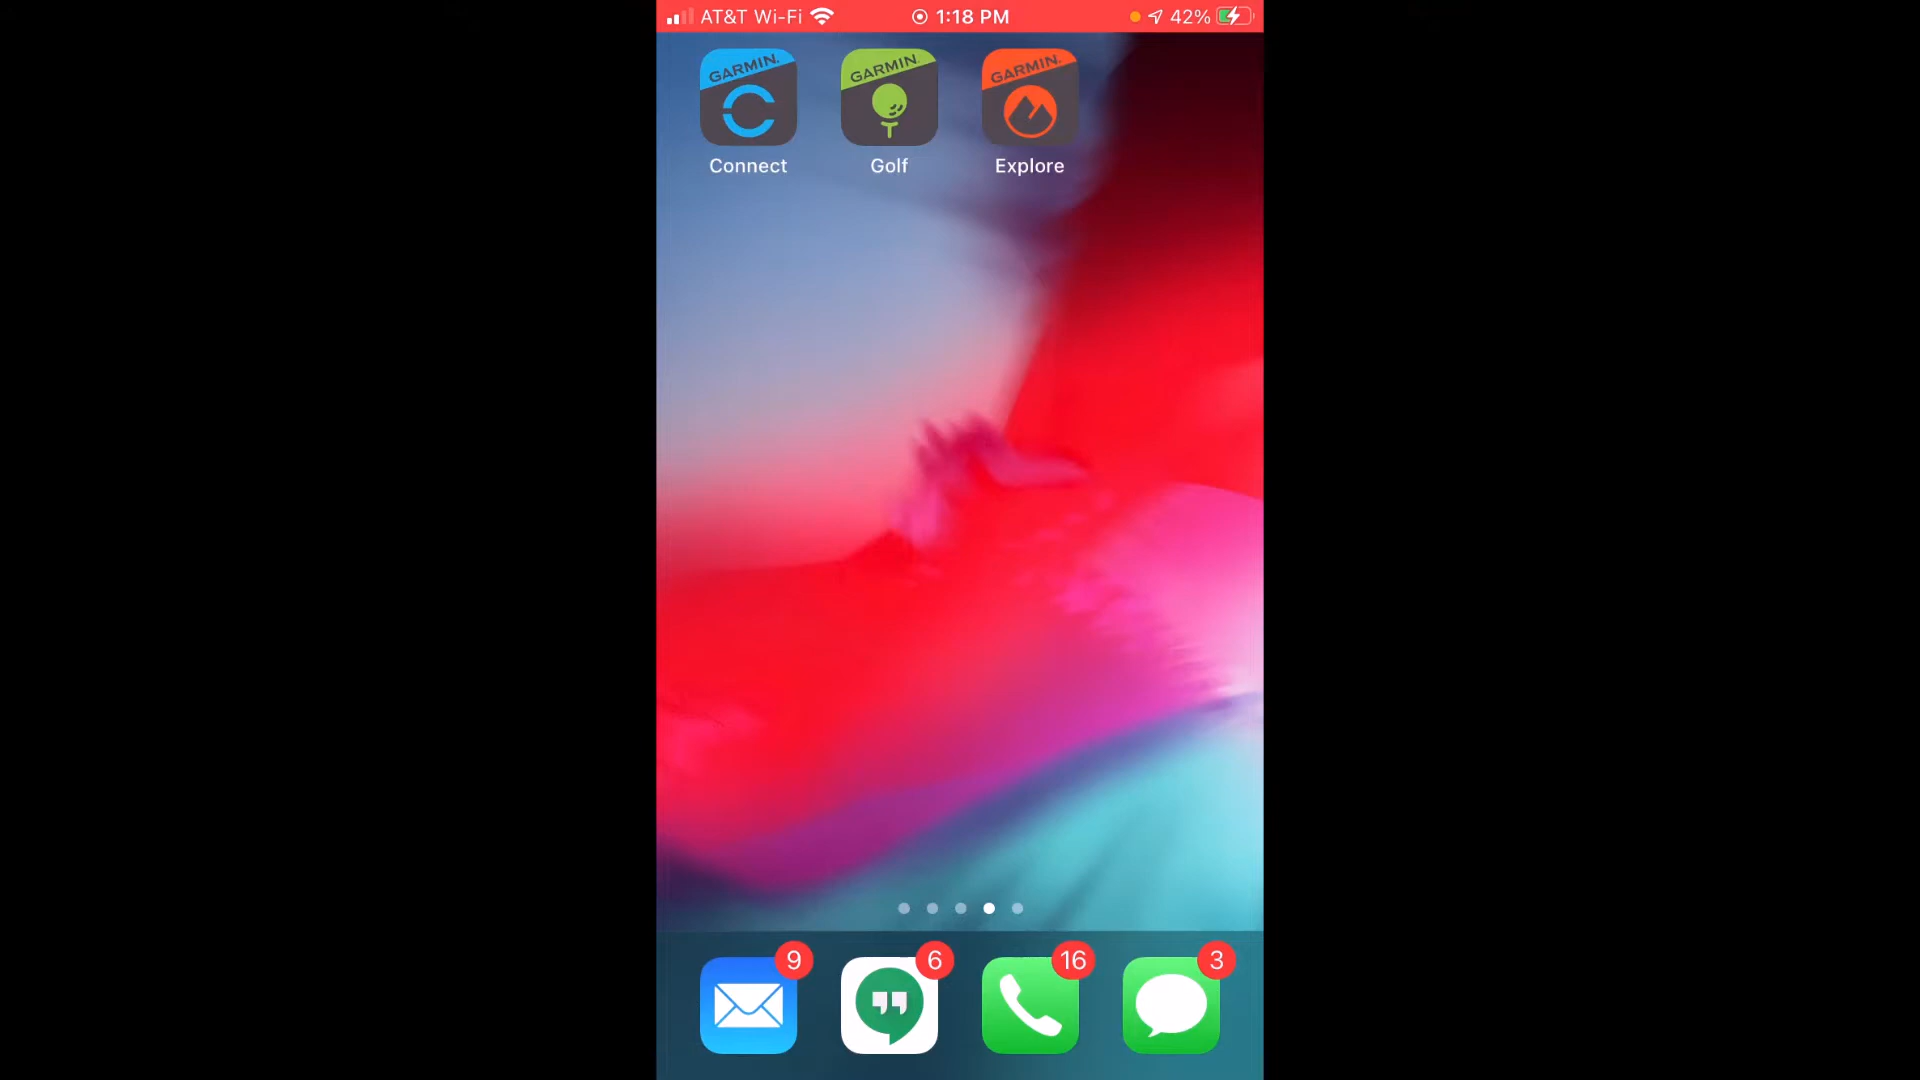 AT&T Wi-Fi 1:18 PM 42%
GARMIN. GARMIN. GARMIN.
Connect Golf Explore
9 6 16 3